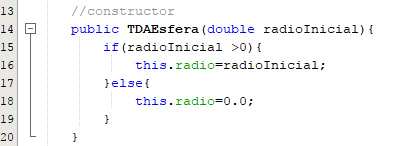 13 //constructor
14 public TDAEsfera(double radioInicial){
15 if(radioInicial >0){
16 this.radio=radioInicial;
17 }else{
18 this.radio=0.0;
19 }
20 }